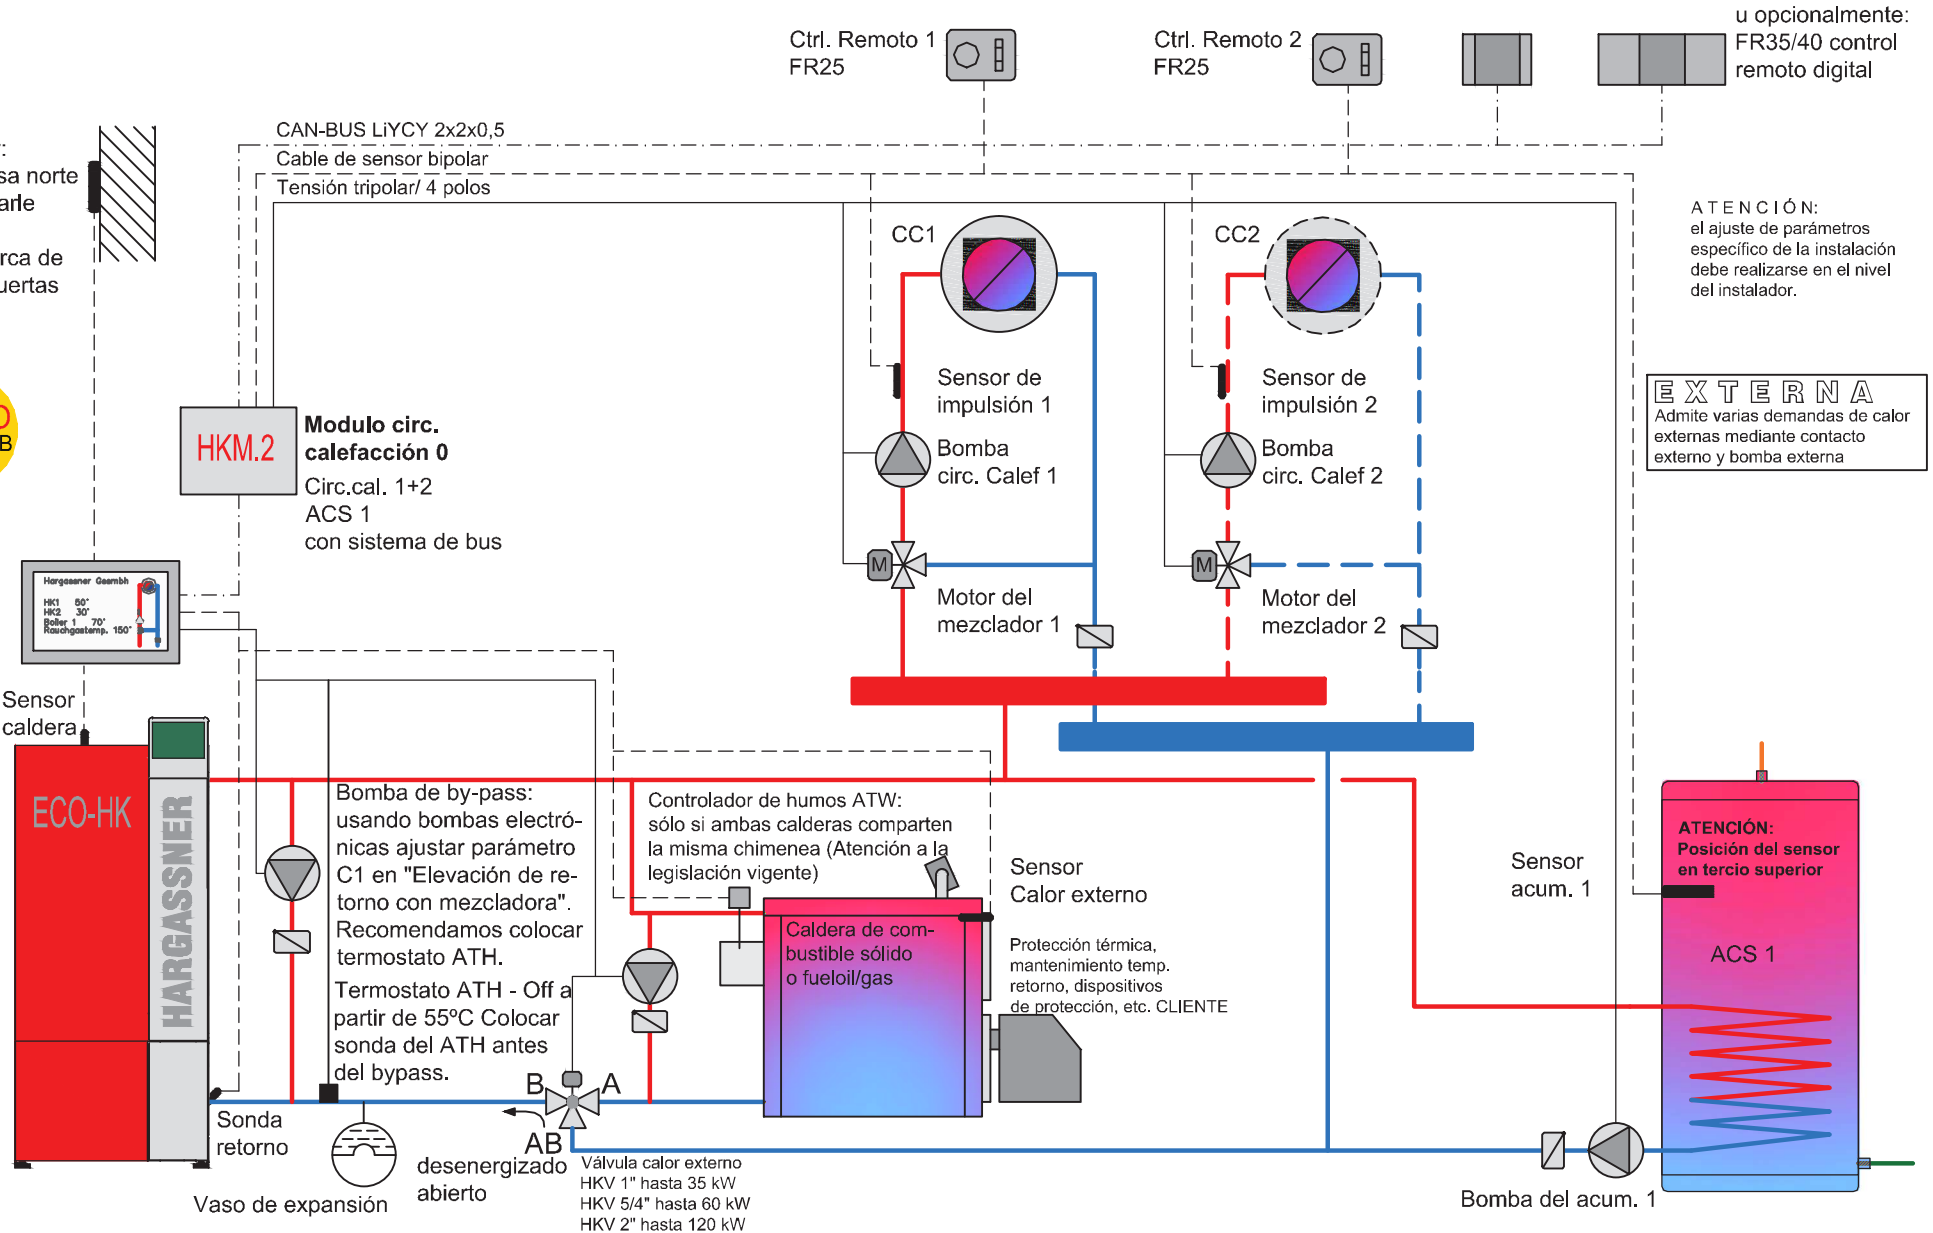 Ctrl. Remoto 1
FR25
Ctrl. Remoto 2
FR25
u opcionalmente:
FR35/40 control
remoto digital
CAN-BUS LiYCY 2x2x0,5
Cable de sensor bipolar
Tensión tripolar/ 4 polos
sa norte
arle
rca de
uertas
B
CC1
CC2
A T E N C I Ó N:
el ajuste de parámetros
específico de la instalación
debe realizarse en el nivel
del instalador.
EXTERNA
Admite varias demandas de calor
externas mediante contacto
externo y bomba externa
Sensor de
impulsión 1
Sensor de
impulsión 2
HKM.2
Modulo circ.
calefacción 0
Circ.cal. 1+2
ACS 1
con sistema de bus
Bomba
circ. Calef 1
Bomba
circ. Calef 2
M
M
Motor del
mezclador 1
Motor del
mezclador 2
Hargassner Gesmbh
HK1 50°
HK2 30°
Boiler 1 70°
Rauchgastemp. 150°
Sensor
caldera
ECO-HK
HARGASSNER
Bomba de by-pass:
usando bombas electró-
nicas ajustar parámetro
C1 en "Elevación de re-
torno con mezcladora".
Recomendamos colocar
termostato ATH.
Termostato ATH - Off a
partir de 55ºC Colocar
sonda del ATH antes
del bypass.
Controlador de humos ATW:
sólo si ambas calderas comparten
la misma chimenea (Atención a la
legislación vigente)
Sensor
Calor externo
Caldera de com-
bustible sólido
o fueloil/gas
Protección térmica,
mantenimiento temp.
retorno, dispositivos
de protección, etc. CLIENTE
Sensor
acum. 1
ATENCIÓN:
Posición del sensor
en tercio superior
ACS 1
B
A
AB
Sonda
retorno
Vaso de expansión
desenergizado
abierto
Válvula calor externo
HKV 1" hasta 35 kW
HKV 5/4" hasta 60 kW
HKV 2" hasta 120 kW
Bomba del acum. 1